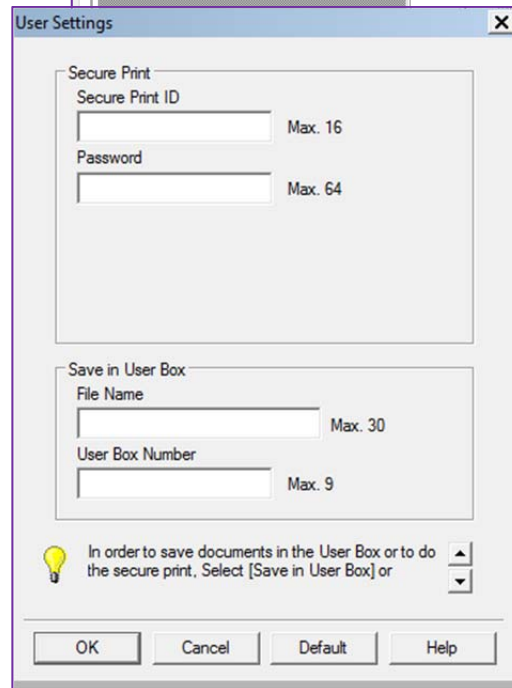 User Settings
Secure Print
Secure Print ID
Max. 16
Password
Max. 64
Save in User Box
File Name
Max. 30
User Box Number
Max. 9
In order to save documents in the User Box or to do
the secure print, Select [Save in User Box] or
OK Cancel Default Help